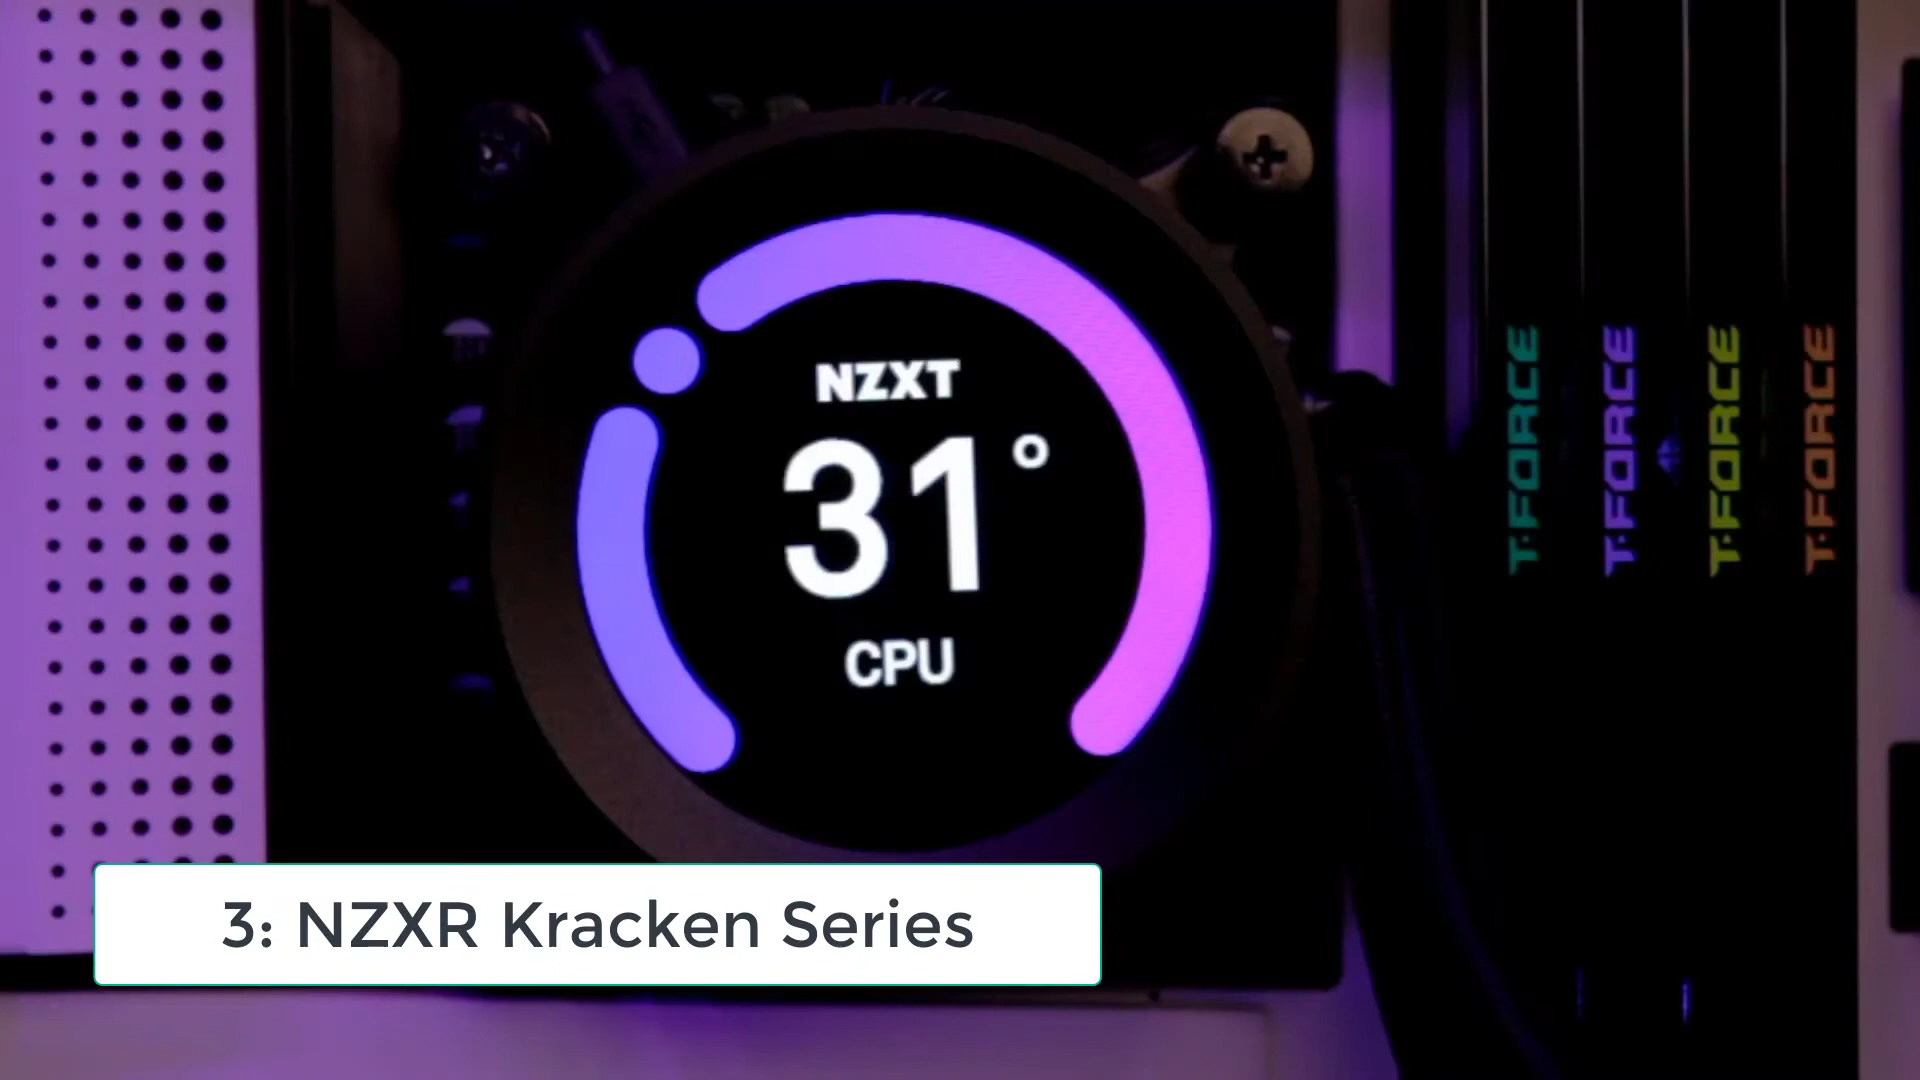 NZXT
31°
CPU
T-FORCE
T-FORCE
T-FORCE
T-FORCE
3: NZXR Kracken Series